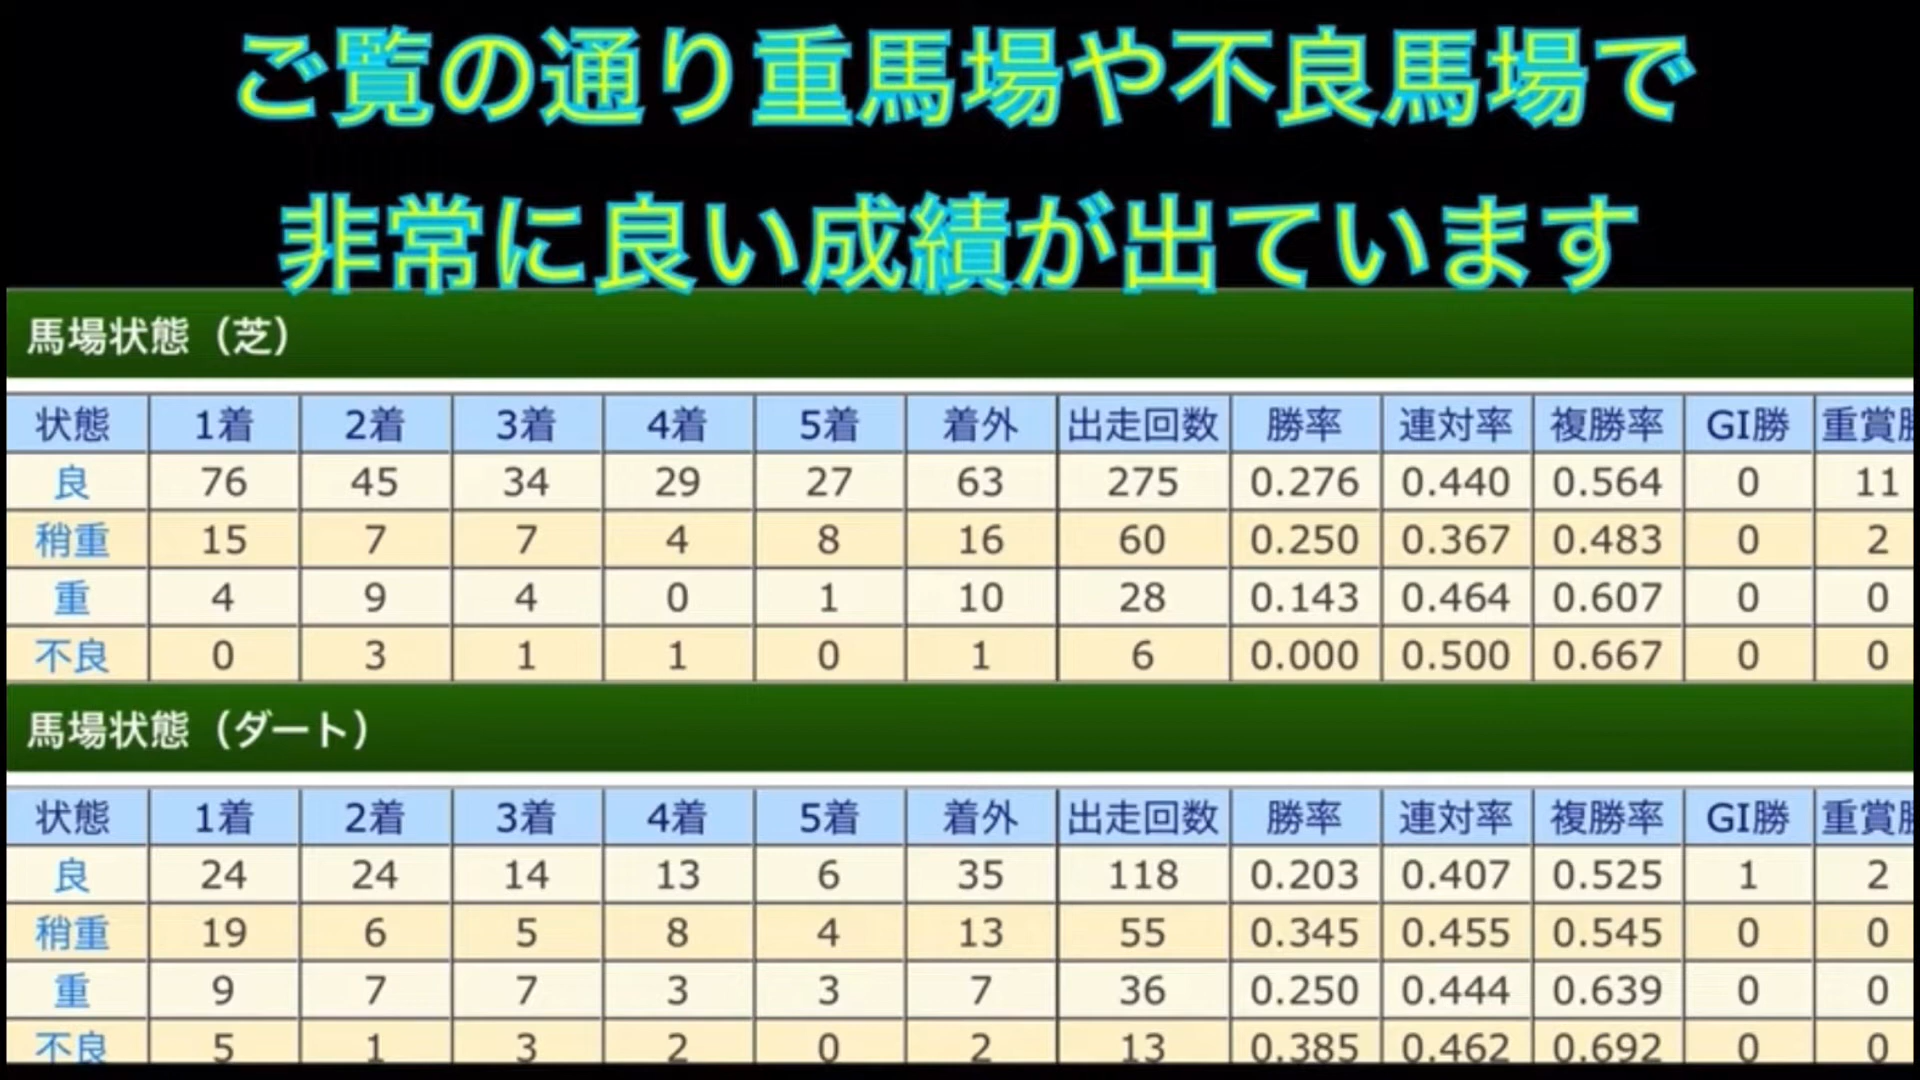 ご覧の通り重馬場や不良馬場で
非常に良い成績が出ています
馬場状態（芝）
状態 1着 2着 3着 4着 5着 着外 出走回数 勝率 連対率 複勝率 GI勝 重賞勝
良 76 45 34 29 27 63 275 0.276 0.440 0.564 0 11
稍重 15 7 7 4 8 16 60 0.250 0.367 0.483 0 2
重 4 9 4 0 1 10 28 0.143 0.464 0.607 0 0
不良 0 3 1 1 0 1 6 0.000 0.500 0.667 0 0
馬場状態（ダート）
状態 1着 2着 3着 4着 5着 着外 出走回数 勝率 連対率 複勝率 GI勝 重賞勝
良 24 24 14 13 6 35 118 0.203 0.407 0.525 1 2
稍重 19 6 5 8 4 13 55 0.345 0.455 0.545 0 0
重 9 7 7 3 3 7 36 0.250 0.444 0.639 0 0
不良 5 1 3 2 0 2 13 0.385 0.462 0.692 0 0